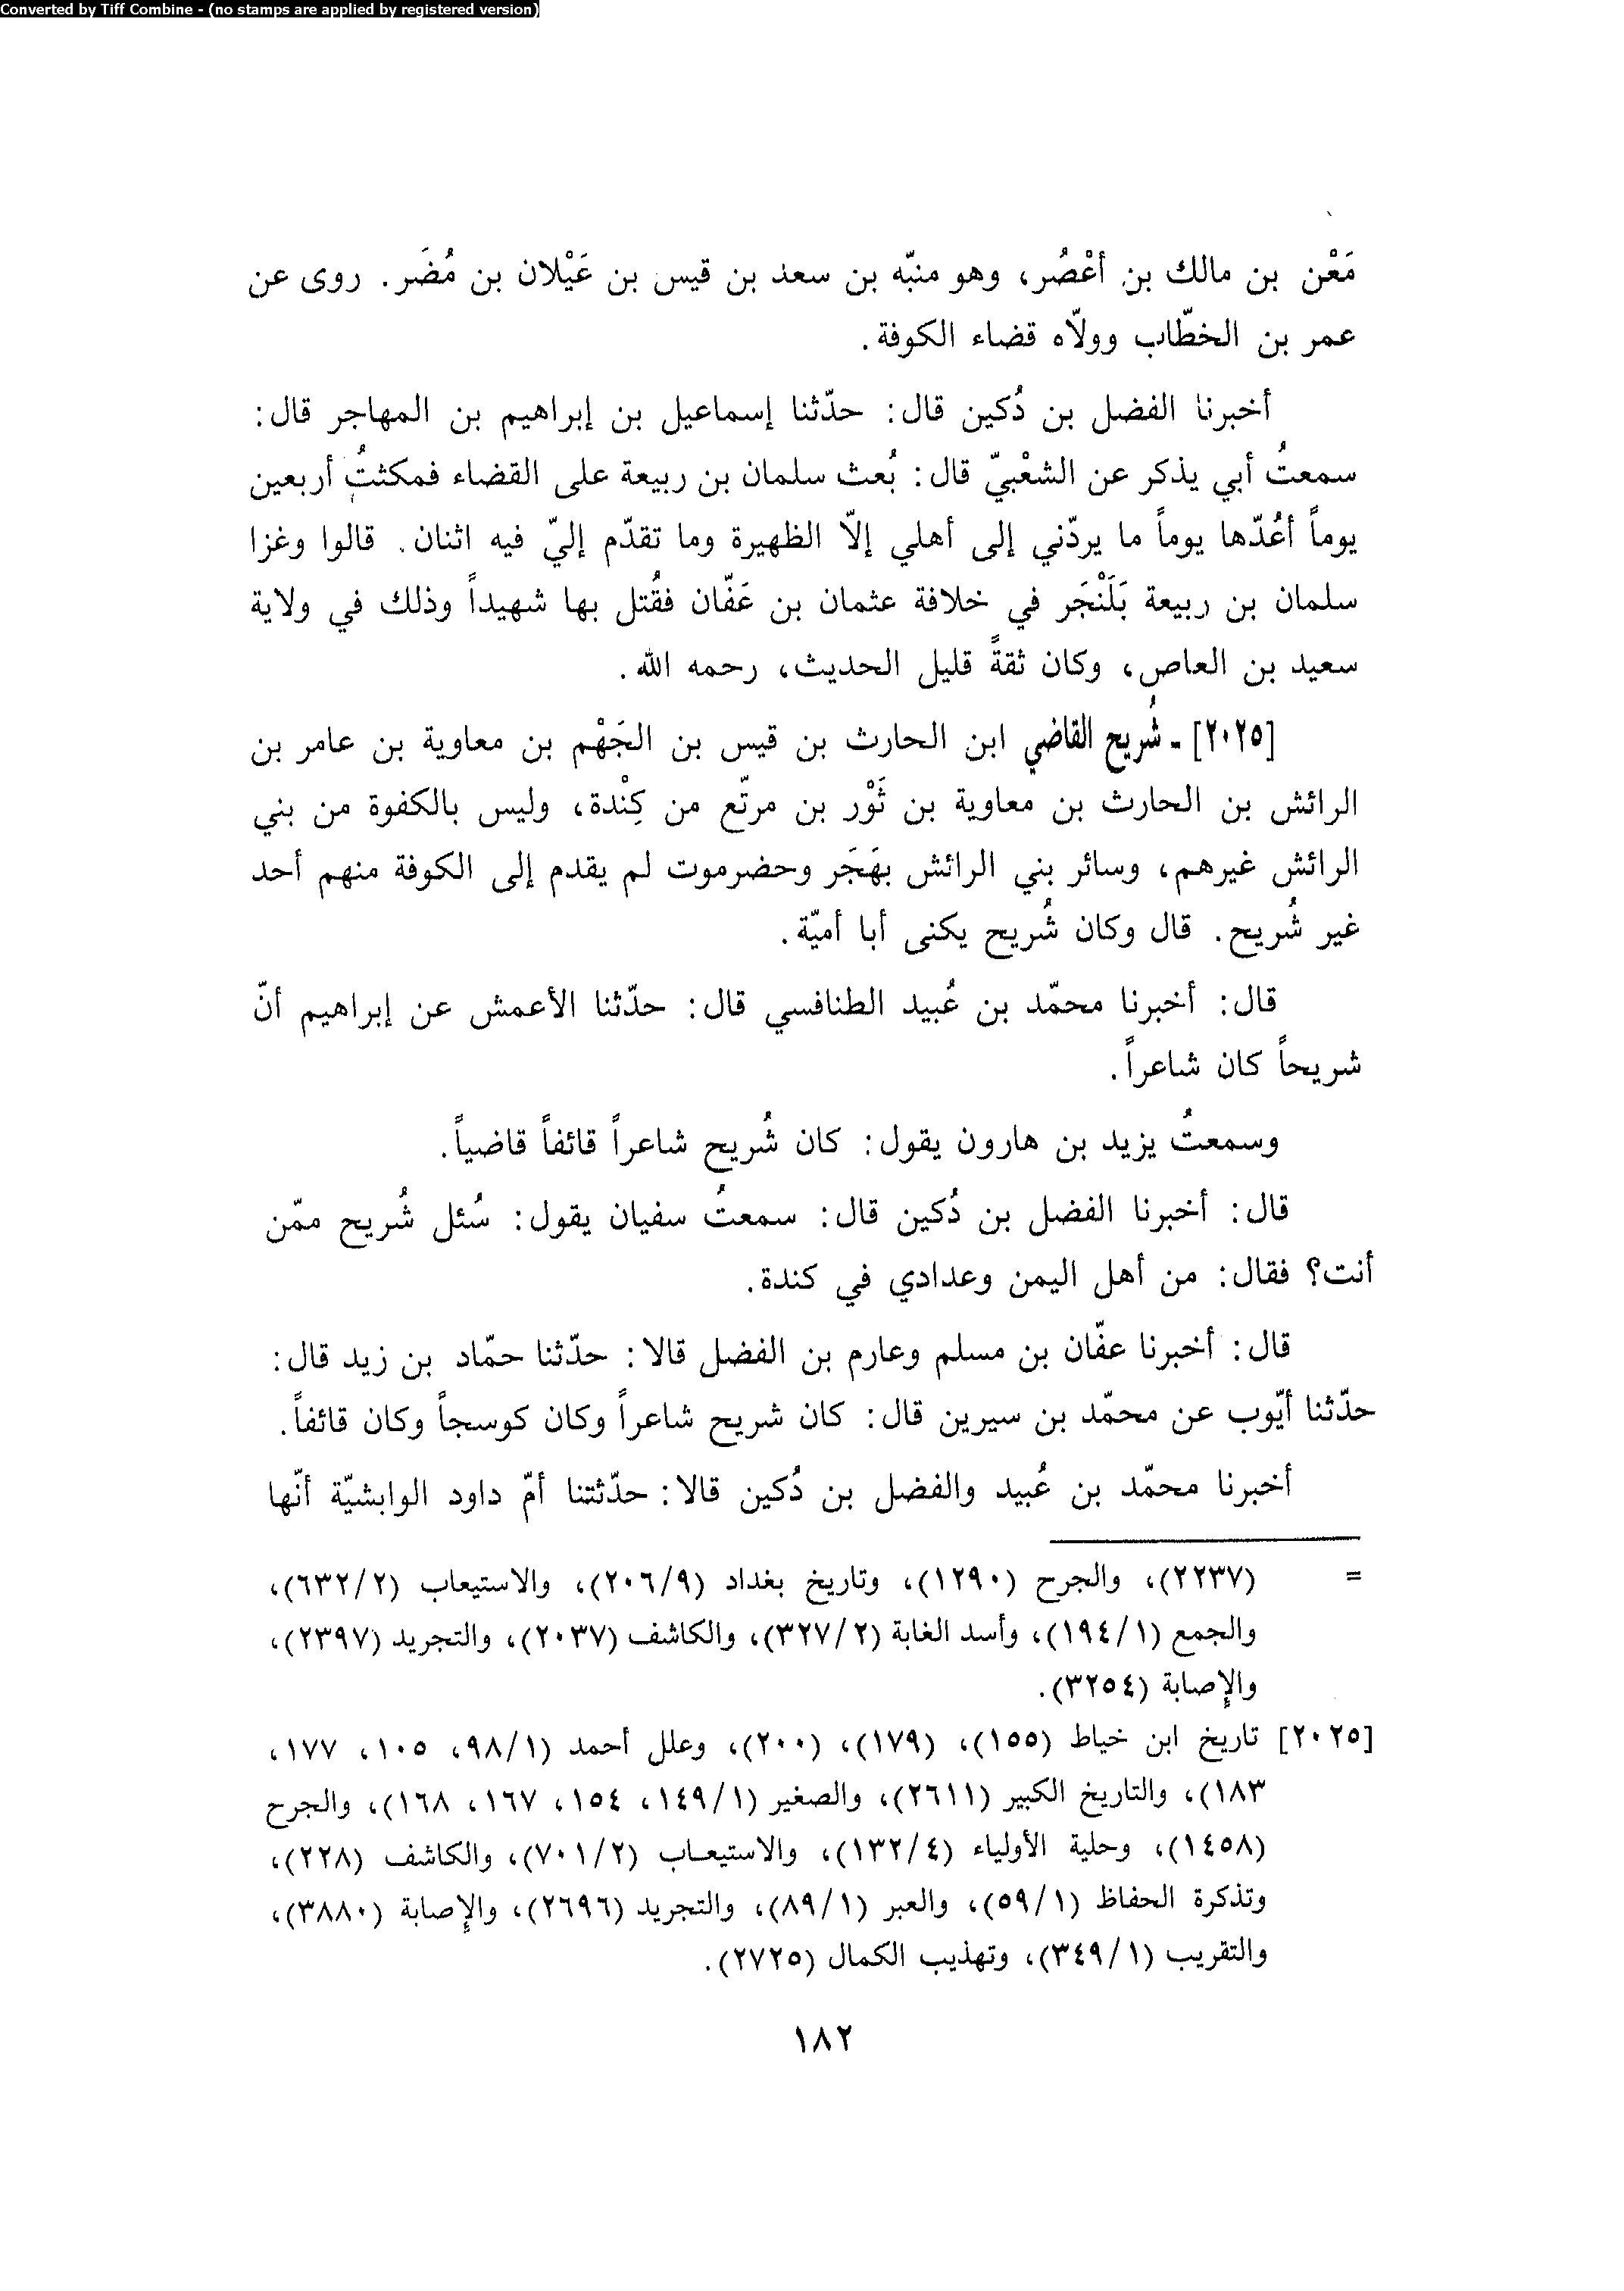 Converted by Tiff Combine - (no stamps are applied by registered version)
مَعْن بن مالك بن أعْصُر، وهو منبّه بن سعد بن قيس بن عَيْلان بن مُضَر. روى عن
عمر بن الخطّاب وولاّه قضاء الكوفة.
أخبرنا الفضل بن دُكين قال: حدّثنا إسماعيل بن إبراهيم بن المهاجر قال:
سمعتُ أبي يذكر عن الشعْبيّ قال: بُعث سلمان بن ربيعة على القضاء فمكثتُ أربعين
يوماً أعُدّها يوماً ما يردّني إلى أهلي إلاّ الظهيرة وما تقدّم إليّ فيه اثنان. قالوا وغزا
سلمان بن ربيعة بَلَنْجَر في خلافة عثمان بن عَفّان فقُتل بها شهيداً وذلك في ولاية
سعيد بن العاص، وكان ثقةً قليل الحديث، رحمه الله.
[٢٠٢٥] - شُريح القاضي ابن الحارث بن قيس بن الجَهْم بن معاوية بن عامر بن
الرائش بن الحارث بن معاوية بن ثَوْر بن مرتّع من كِنْدة، وليس بالكفوة من بني
الرائش غيرهم، وسائر بني الرائش بهَجَر وحضرموت لم يقدم إلى الكوفة منهم أحد
غير شُريح. قال وكان شُريح يكنى أبا أميّة.
قال: أخبرنا محمّد بن عُبيد الطنافسي قال: حدّثنا الأعمش عن إبراهيم أنّ
شريحاً كان شاعراً.
وسمعتُ يزيد بن هارون يقول: كان شُريح شاعراً قائفاً قاضياً.
قال: أخبرنا الفضل بن دُكين قال: سمعتُ سفيان يقول: سُئل شُريح ممّن
أنت؟ فقال: من أهل اليمن وعدادي في كندة.
قال: أخبرنا عفّان بن مسلم وعارم بن الفضل قالا: حدّثنا حمّاد بن زيد قال:
حدّثنا أيّوب عن محمّد بن سيرين قال: كان شريح شاعراً وكان كوسجاً وكان قائفاً.
أخبرنا محمّد بن عُبيد والفضل بن دُكين قالا: حدّثتنا أمّ داود الوابشيّة أنّها
= (٢٢٣٧)، والجرح (١٢٩٠)، وتاريخ بغداد (٢٠٦/٩)، والاستيعاب (٦٣٢/٢)،
والجمع (١٩٤/١)، وأسد الغابة (٣٢٧/٢)، والكاشف (٢٠٣٧)، والتجريد (٢٣٩٧)،
والإصابة (٣٢٥٤).
[٢٠٢٥] تاريخ ابن خياط (١٥٥)، (١٧٩)، (٢٠٠)، وعلل أحمد (٩٨/١، ١٠٥، ١٧٧،
١٨٣)، والتاريخ الكبير (٢٦١١)، والصغير (١٤٩/١، ١٥٤، ١٦٧، ١٦٨)، والجرح
(١٤٥٨)، وحلية الأولياء (١٣٢/٤)، والاستيعاب (٧٠١/٢)، والكاشف (٢٢٨)،
وتذكرة الحفاظ (٥٩/١)، والعبر (٨٩/١)، والتجريد (٢٦٩٦)، والإصابة (٣٨٨٠)،
والتقريب (٣٤٩/١)، وتهذيب الكمال (٢٧٢٥).
١٨٢